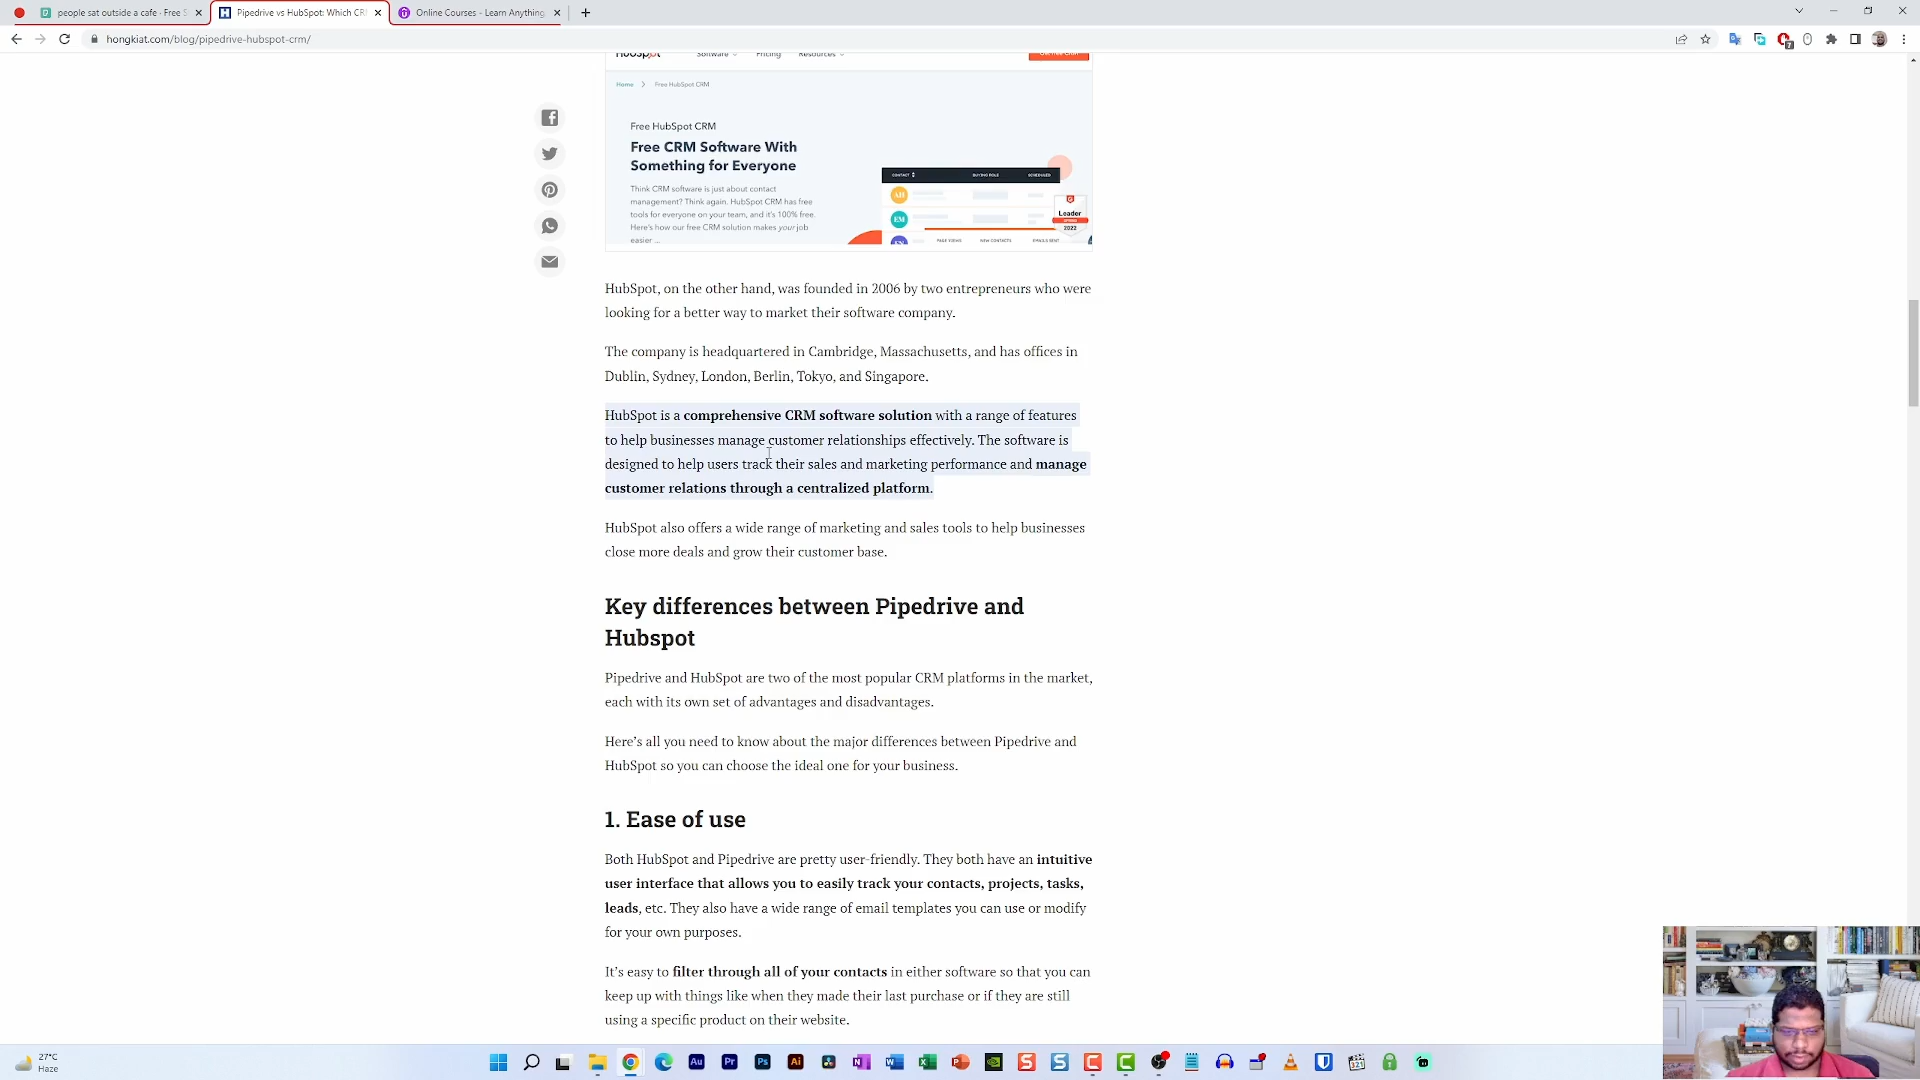 people sat outside a cafe - Free S
Pipedrive vs HubSpot: Which CR
Online Courses - Learn Anything,
hongkiat.com/blog/pipedrive-hubspot-crm/
HubSpot Software Pricing Resources
Home > Free HubSpot CRM
Free HubSpot CRM
Free CRM Software With
Something for Everyone
Think CRM software is just about contact
management? Think again. HubSpot CRM has free
tools for everyone on your team, and it's 100% free.
Here's how our free CRM solution makes your job
easier ...
CONTACT BUYING ROLE SCHEDULED
AH
EM
Leader
2022
PAGE VIEWS NEW CONTACTS EMAILS SENT
HubSpot, on the other hand, was founded in 2006 by two entrepreneurs who were
looking for a better way to market their software company.
The company is headquartered in Cambridge, Massachusetts, and has offices in
Dublin, Sydney, London, Berlin, Tokyo, and Singapore.
HubSpot is a comprehensive CRM software solution with a range of features
to help businesses manage customer relationships effectively. The software is
designed to help users track their sales and marketing performance and manage
customer relations through a centralized platform.
HubSpot also offers a wide range of marketing and sales tools to help businesses
close more deals and grow their customer base.
Key differences between Pipedrive and
Hubspot
Pipedrive and HubSpot are two of the most popular CRM platforms in the market,
each with its own set of advantages and disadvantages.
Here's all you need to know about the major differences between Pipedrive and
HubSpot so you can choose the ideal one for your business.
1. Ease of use
Both HubSpot and Pipedrive are pretty user-friendly. They both have an intuitive
user interface that allows you to easily track your contacts, projects, tasks,
leads, etc. They also have a wide range of email templates you can use or modify
for your own purposes.
It's easy to filter through all of your contacts in either software so that you can
keep up with things like when they made their last purchase or if they are still
using a specific product on their website.
27°C
Haze